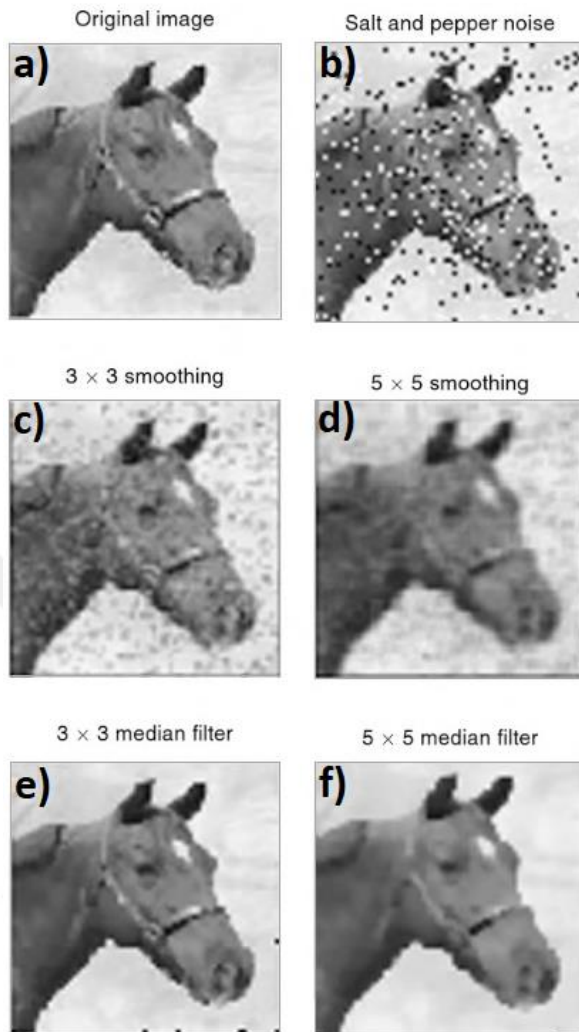 Original image
Salt and pepper noise
a)
b)
3 × 3 smoothing
5 × 5 smoothing
c)
d)
3 × 3 median filter
5 × 5 median filter
e)
f)